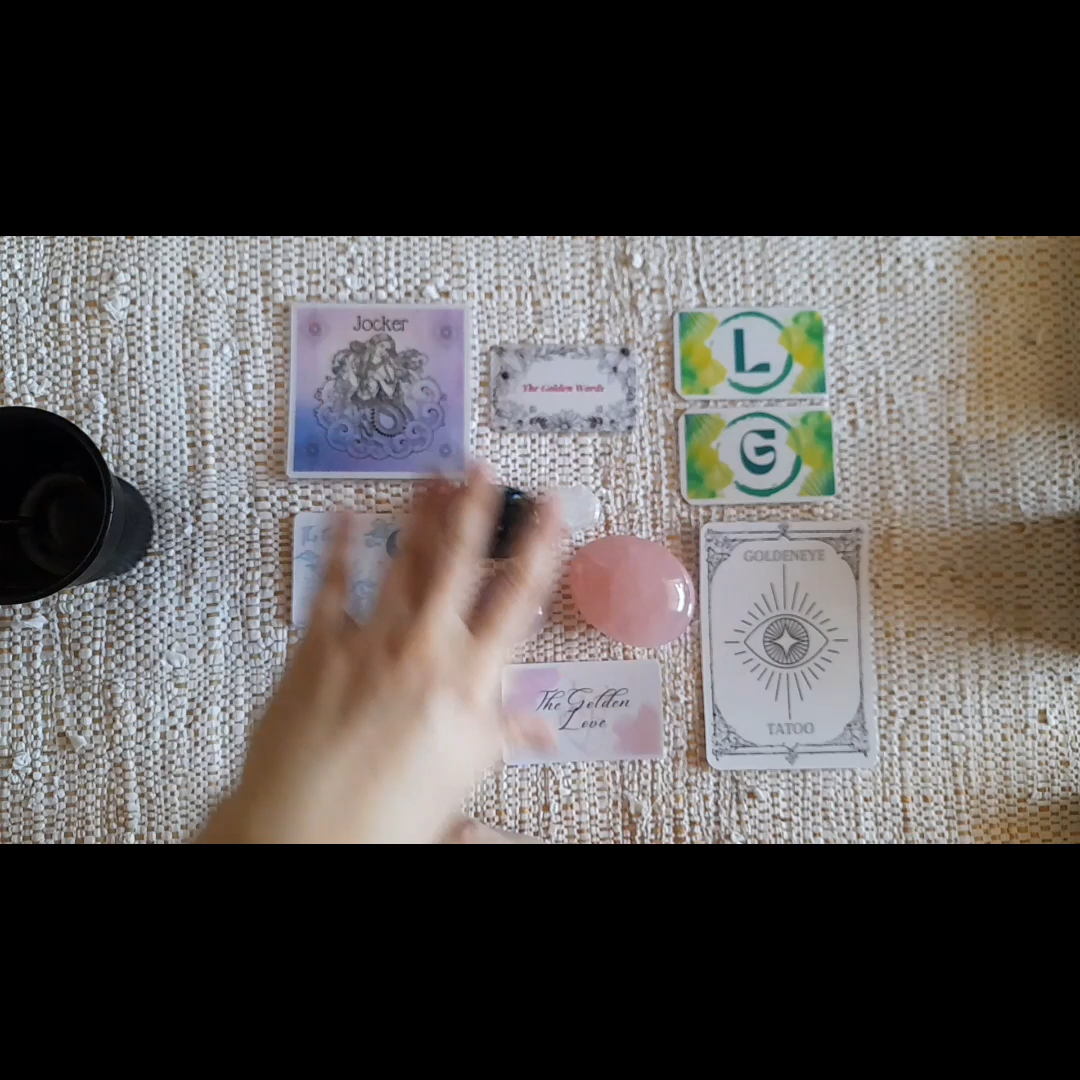 Jocker
The Golden Words
L
G
GOLDENEYE
TATOO
The Golden
Love